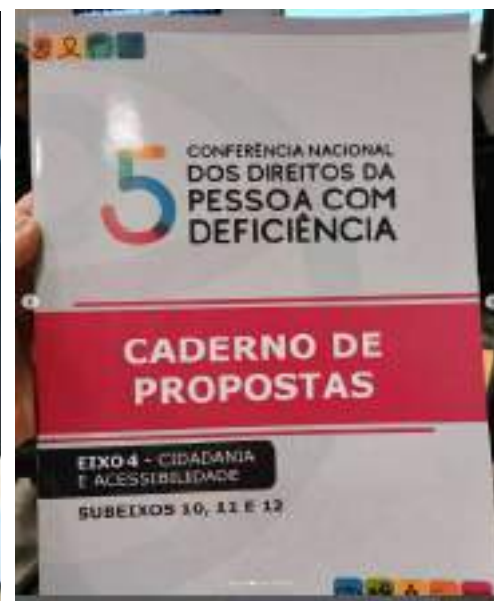 5
CONFERÊNCIA NACIONAL
DOS DIREITOS DA
PESSOA COM
DEFICIÊNCIA
CADERNO DE
PROPOSTAS
EIXO 4 - CIDADANIA
E ACESSIBILIDADE
SUBEIXOS 10, 11 E 12